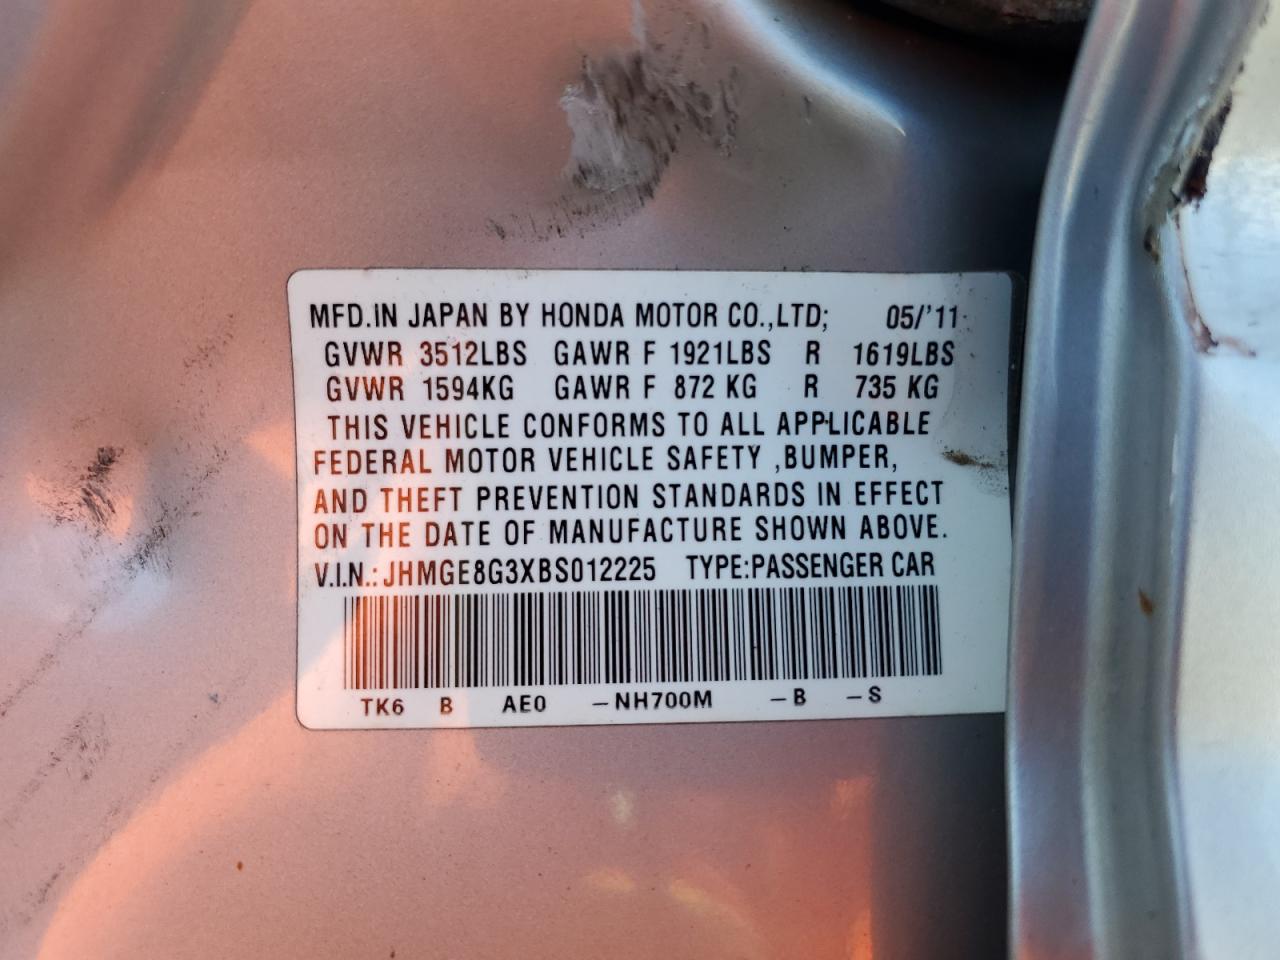 MFD.IN JAPAN BY HONDA MOTOR CO.,LTD; 05/'11
GVWR 3512LBS GAWR F 1921LBS R 1619LBS
GVWR 1594KG GAWR F 872 KG R 735 KG
THIS VEHICLE CONFORMS TO ALL APPLICABLE
FEDERAL MOTOR VEHICLE SAFETY ,BUMPER,
AND THEFT PREVENTION STANDARDS IN EFFECT
ON THE DATE OF MANUFACTURE SHOWN ABOVE.
V.I.N.: JHMGE8G3XBS012225 TYPE:PASSENGER CAR
TK6 B AE0 –NH700M –B –S